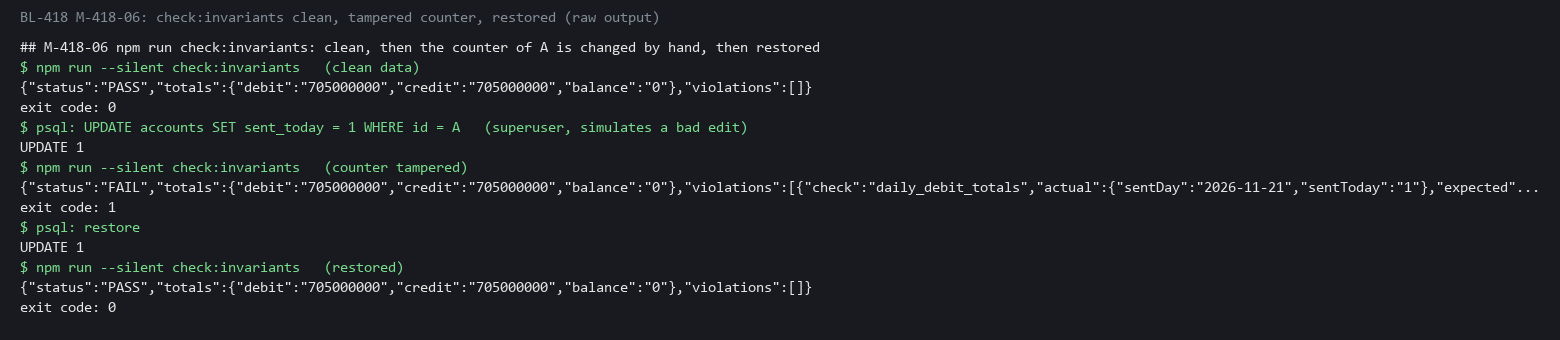 BL-418 M-418-06: check:invariants clean, tampered counter, restored (raw output)
## M-418-06 npm run check:invariants: clean, then the counter of A is changed by hand, then restored
$ npm run --silent check:invariants   (clean data)
{"status":"PASS","totals":{"debit":"705000000","credit":"705000000","balance":"0"},"violations":[]}
exit code: 0
$ psql: UPDATE accounts SET sent_today = 1 WHERE id = A   (superuser, simulates a bad edit)
UPDATE 1
$ npm run --silent check:invariants   (counter tampered)
{"status":"FAIL","totals":{"debit":"705000000","credit":"705000000","balance":"0"},"violations":[{"check":"daily_debit_totals","actual":{"sentDay":"2026-11-21","sentToday":"1"},"expected"...
exit code: 1
$ psql: restore
UPDATE 1
$ npm run --silent check:invariants   (restored)
{"status":"PASS","totals":{"debit":"705000000","credit":"705000000","balance":"0"},"violations":[]}
exit code: 0